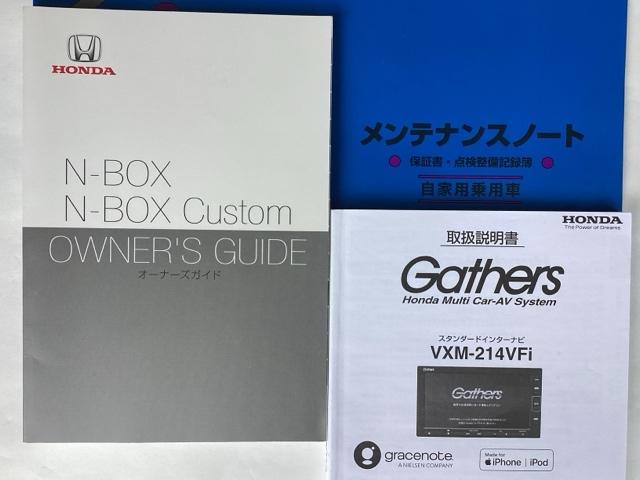 HONDA
N-BOX
N-BOX Custom
OWNER'S GUIDE
オーナーズガイド
メンテナンスノート
保証書・点検整備記録簿
自家用乗用車
HONDA
The Power of Dreams
取扱説明書
Gathers
Honda Multi Car-AV System
スタンダードインターナビ
VXM-214VFi
Gathers
Gathers
gracenote.
A NIELSEN COMPANY
Made for
iPhone | iPod